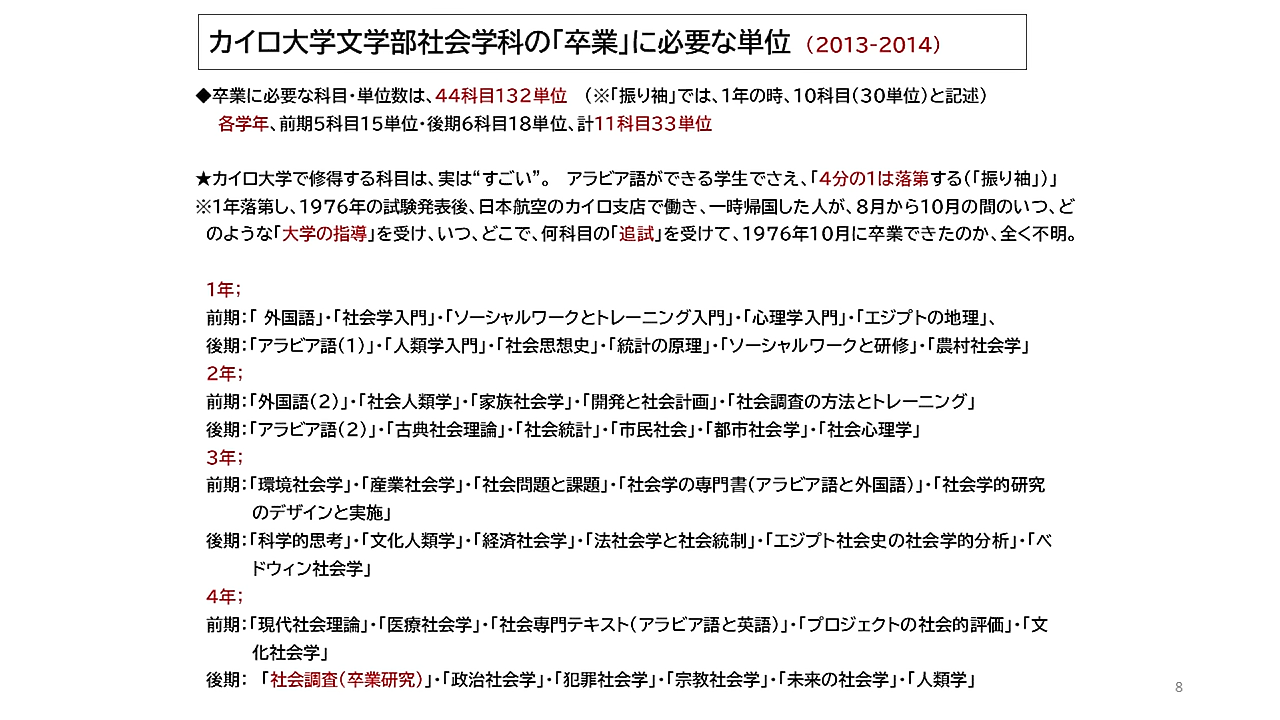 カイロ大学文学部社会学科の「卒業」に必要な単位 （2013-2014）
◆卒業に必要な科目・単位数は、44科目132単位 （※「振り袖」では、1年の時、10科目（30単位）と記述）
各学年、前期5科目15単位・後期6科目18単位、計11科目33単位
★カイロ大学で修得する科目は、実は“すごい”。 アラビア語ができる学生でさえ、「4分の1は落第する（「振り袖」）」
※1年落第し、1976年の試験発表後、日本航空のカイロ支店で働き、一時帰国した人が、8月から10月の間のいつ、ど
のような「大学の指導」を受け、いつ、どこで、何科目の「追試」を受けて、1976年10月に卒業できたのか、全く不明。
1年；
前期：「 外国語」・「社会学入門」・「ソーシャルワークとトレーニング入門」・「心理学入門」・「エジプトの地理」、
後期：「アラビア語（1）」・「人類学入門」・「社会思想史」・「統計の原理」・「ソーシャルワークと研修」・「農村社会学」
2年；
前期：「外国語（2）」・「社会人類学」・「家族社会学」・「開発と社会計画」・「社会調査の方法とトレーニング」
後期：「アラビア語（2）」・「古典社会理論」・「社会統計」・「市民社会」・「都市社会学」・「社会心理学」
3年；
前期：「環境社会学」・「産業社会学」・「社会問題と課題」・「社会学の専門書（アラビア語と外国語）」・「社会学的研究
のデザインと実施」
後期：「科学的思考」・「文化人類学」・「経済社会学」・「法社会学と社会統制」・「エジプト社会史の社会学的分析」・「ベ
ドウィン社会学」
4年；
前期：「現代社会理論」・「医療社会学」・「社会専門テキスト（アラビア語と英語）」・「プロジェクトの社会的評価」・「文
化社会学」
後期： 「社会調査（卒業研究）」・「政治社会学」・「犯罪社会学」・「宗教社会学」・「未来の社会学」・「人類学」
8